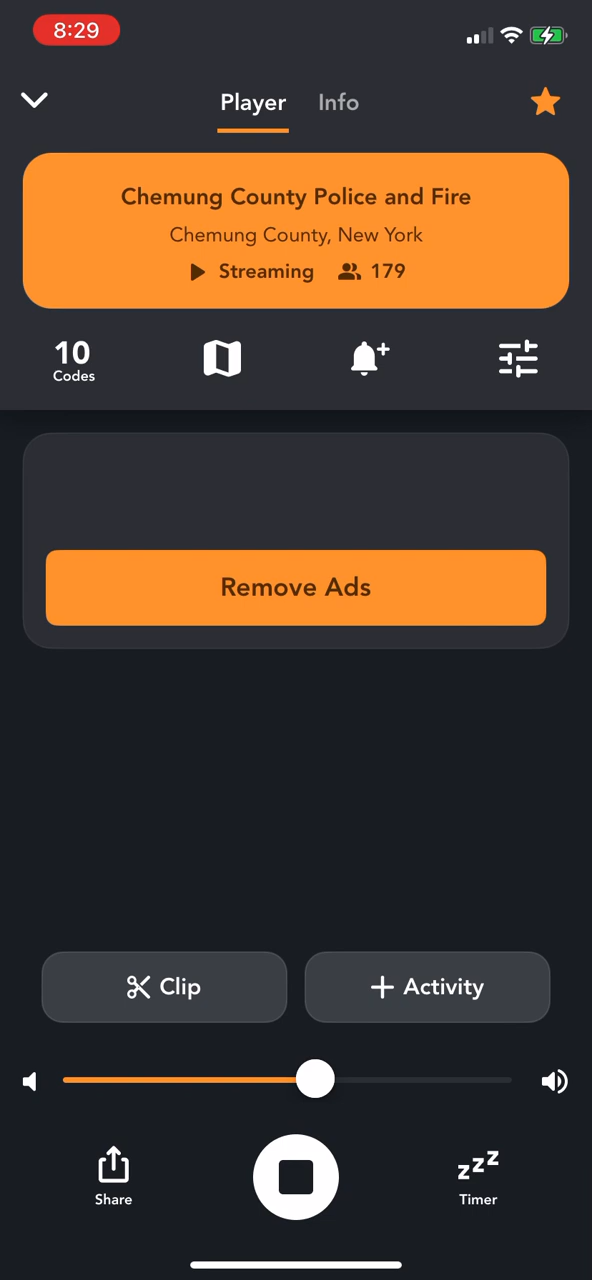 8:29
Player Info
Chemung County Police and Fire
Chemung County, New York
Streaming 179
10
Codes
Remove Ads
Clip
Activity
zzz
Share
Timer